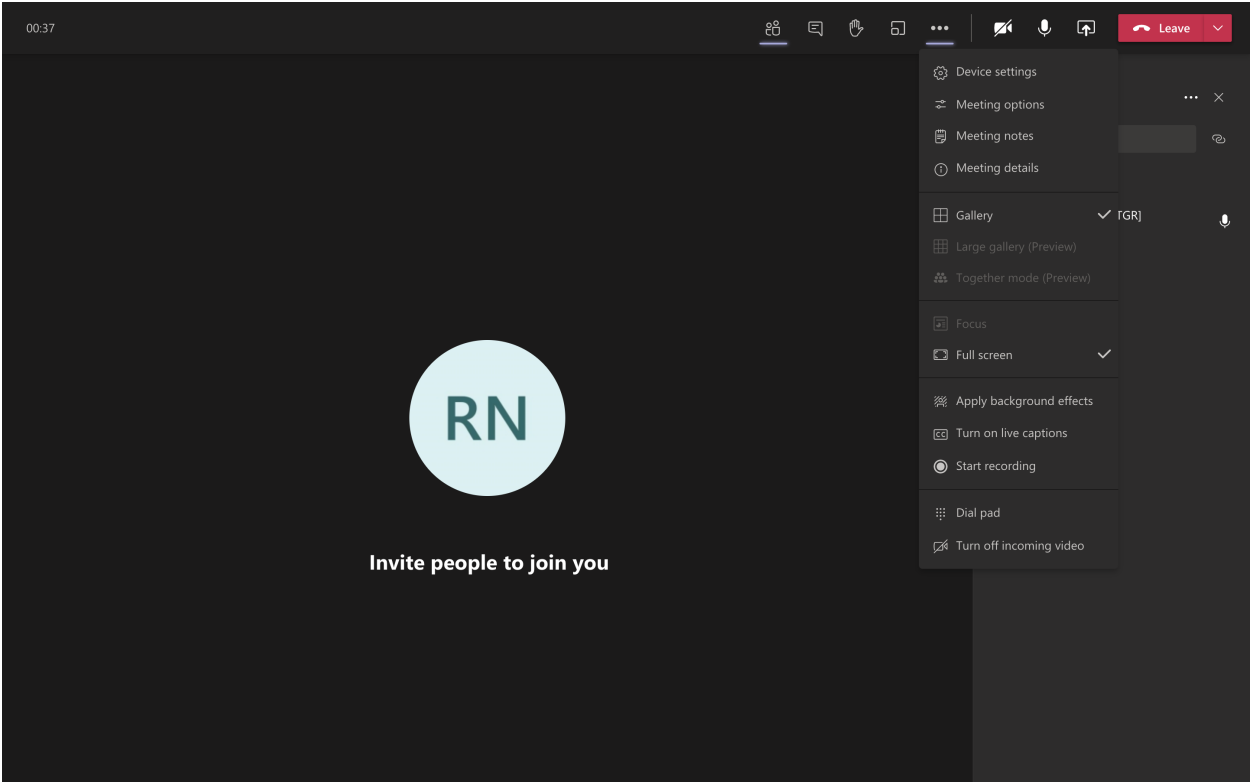 00:37
Leave
Device settings
Meeting options
Meeting notes
Meeting details
Gallery
TGR]
Large gallery (Preview)
Together mode (Preview)
Focus
Full screen
Apply background effects
CC Turn on live captions
Start recording
Dial pad
Turn off incoming video
RN
Invite people to join you